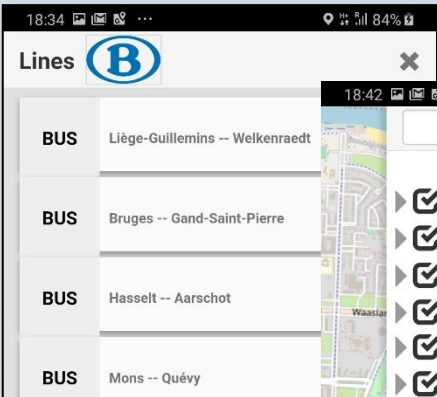 18:34 ... 84%
Lines B
18:42
BUS Liège-Guillemins -- Welkenraedt
BUS Bruges -- Gand-Saint-Pierre
BUS Hasselt -- Aarschot
Waaslan
BUS Mons -- Quévy